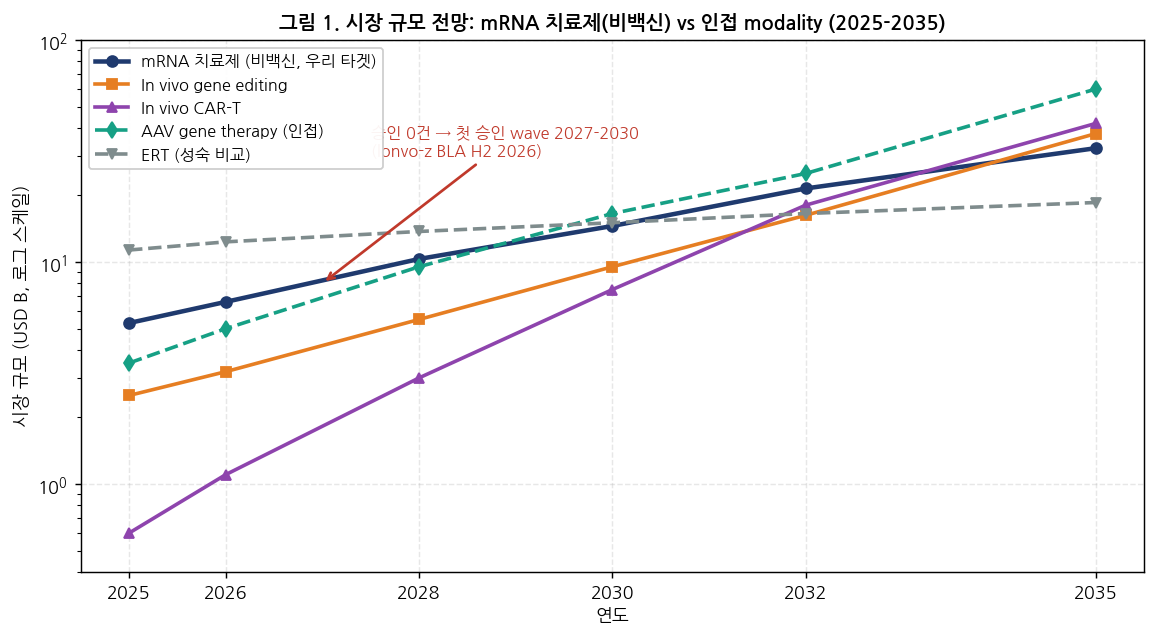 그림 1. 시장 규모 전망: mRNA 치료제(비백신) vs 인접 modality (2025-2035)
시장 규모 (USD B, 로그 스케일)
10²
10¹
10⁰
mRNA 치료제 (비백신, 우리 타겟)
In vivo gene editing
In vivo CAR-T
AAV gene therapy (인접)
ERT (성숙 비교)
0건 → 첫 승인 wave 2027-2030
BLA H2 2026)
2025 2026 2028 2030 2032 2035
연도